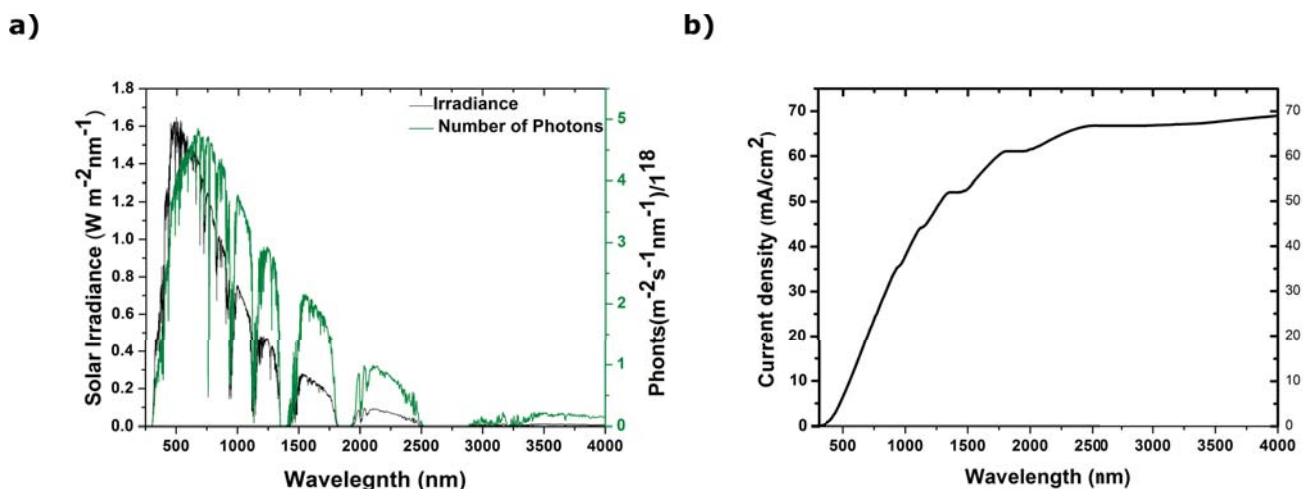 a)
b)
Irradiance
Number of Photons
1.8
1.6
1.4
1.2
1.0
0.8
0.6
0.4
0.2
0.0
Solar Irradiance (W m-2nm-1)
5
4
3
2
1
0
Phonts(m-2s-1nm-1)/118
500 1000 1500 2000 2500 3000 3500 4000
Wavelegnth (nm)
70
60
50
40
30
20
10
0
Current density (mA/cm2)
70
60
50
40
30
20
10
0
500 1000 1500 2000 2500 3000 3500 4000
Wavelength (nm)